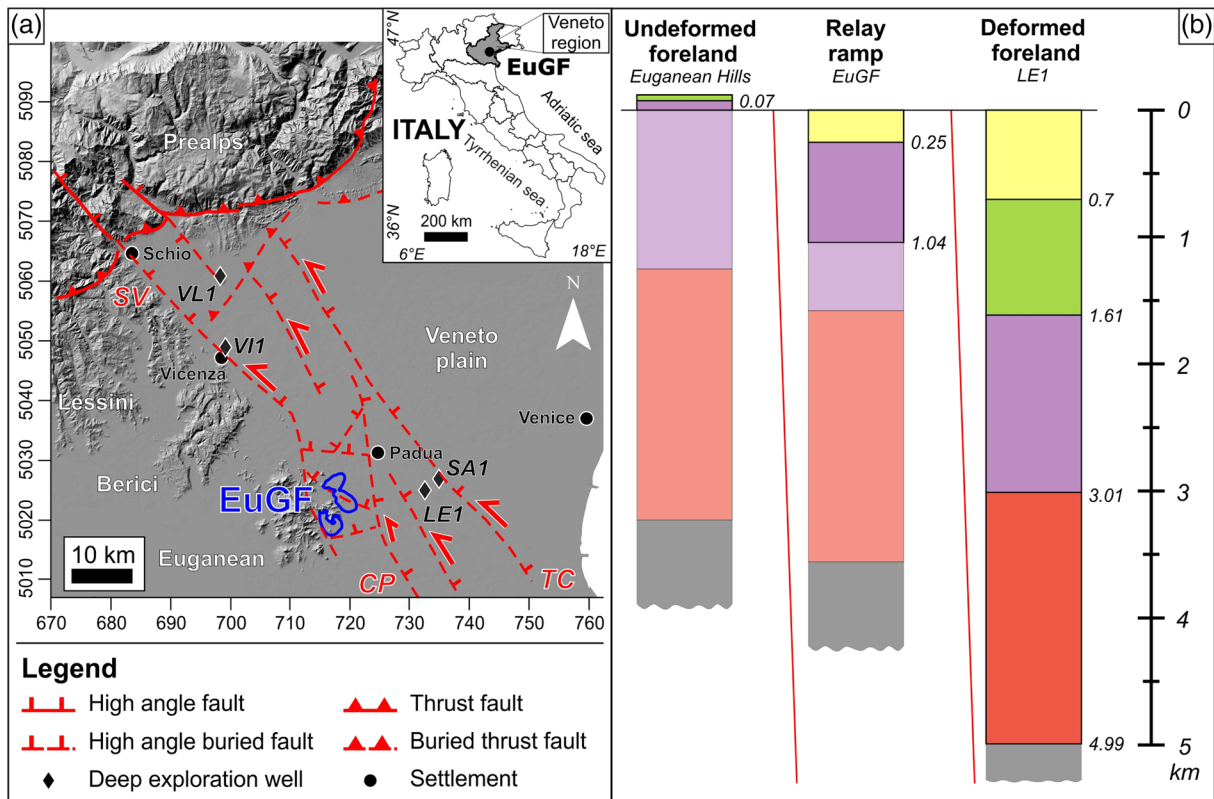 (a)
47°N
Veneto
region
EuGF
ITALY
Adriatic sea
Tyrrhenian sea
200 km
36°N
6°E
18°E
5090
5080
5070
5060
5050
5040
5030
5020
5010
Prealps
Schio
SV
VL1
N
VI1
Vicenza
Veneto
plain
Lessini
Venice
Padua
Berici
SA1
EuGF
LE1
10 km
Euganean
CP
TC
670
680
690
700
710
720
730
740
750
760
Legend
High angle fault
Thrust fault
High angle buried fault
Buried thrust fault
Deep exploration well
Settlement
(b)
Undeformed
foreland
Euganean Hills
Relay
ramp
EuGF
Deformed
foreland
LE1
0.07
0.25
1.04
0.7
1.61
3.01
4.99
0
1
2
3
4
5
km